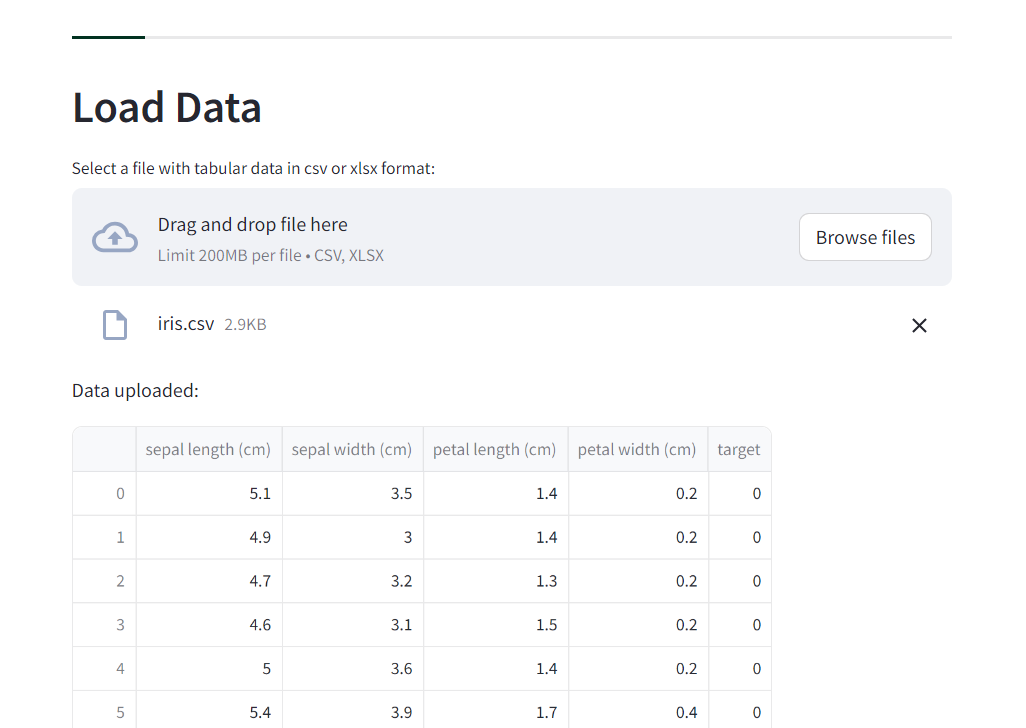 Load Data
Select a file with tabular data in csv or xlsx format:
Drag and drop file here
Limit 200MB per file • CSV, XLSX
Browse files
iris.csv 2.9KB
Data uploaded:
sepal length (cm) sepal width (cm) petal length (cm) petal width (cm) target
0 5.1 3.5 1.4 0.2 0
1 4.9 3 1.4 0.2 0
2 4.7 3.2 1.3 0.2 0
3 4.6 3.1 1.5 0.2 0
4 5 3.6 1.4 0.2 0
5 5.4 3.9 1.7 0.4 0